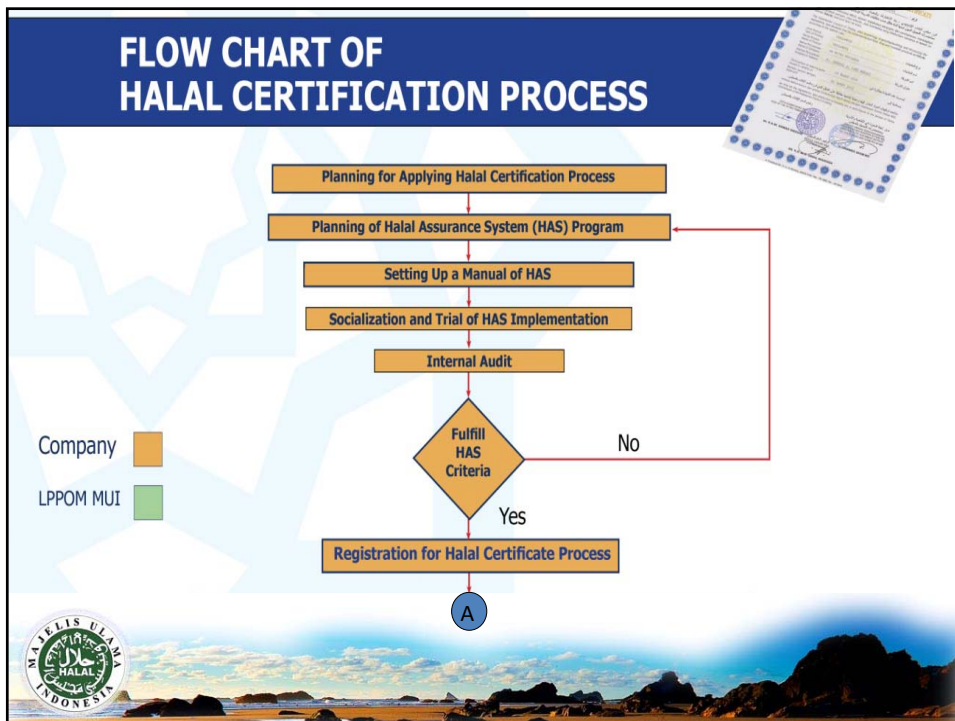 FLOW CHART OF
HALAL CERTIFICATION PROCESS
Planning for Applying Halal Certification Process
Planning of Halal Assurance System (HAS) Program
Setting Up a Manual of HAS
Socialization and Trial of HAS Implementation
Internal Audit
Fulfill
HAS
Criteria
No
Yes
Company
LPPOM MUI
Registration for Halal Certificate Process
A
MAJELIS ULAMA
INDONESIA
حلال
HALAL